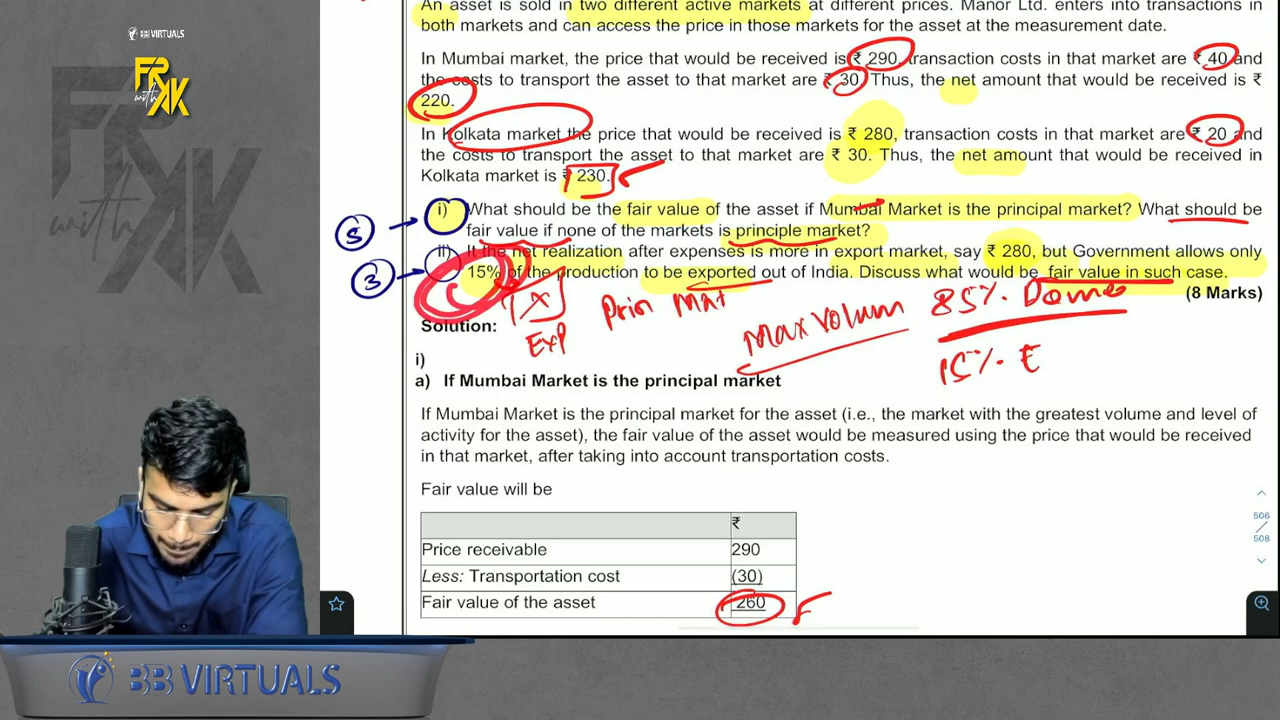 An asset is sold in two different active markets at different prices. Manor Ltd. enters into transactions in
both markets and can access the price in those markets for the asset at the measurement date.
BB VIRTUALS
FR
with
AK
In Mumbai market, the price that would be received is ₹ 290, transaction costs in that market are ₹ 40 and
the costs to transport the asset to that market are ₹ 30. Thus, the net amount that would be received is ₹
220.
In Kolkata market the price that would be received is ₹ 280, transaction costs in that market are ₹ 20 and
the costs to transport the asset to that market are ₹ 30. Thus, the net amount that would be received in
Kolkata market is ₹ 230.
5
i) What should be the fair value of the asset if Mumbai Market is the principal market? What should be
fair value if none of the markets is principle market?
3
ii) If the net realization after expenses is more in export market, say ₹ 280, but Government allows only
15% of the production to be exported out of India. Discuss what would be fair value in such case.
(8 Marks)
X
Exp
Prin Mat
Max Volum
85%. Domes
15%. E
Solution:
i)
a) If Mumbai Market is the principal market
If Mumbai Market is the principal market for the asset (i.e., the market with the greatest volume and level of
activity for the asset), the fair value of the asset would be measured using the price that would be received
in that market, after taking into account transportation costs.
Fair value will be
₹
Price receivable 290
Less: Transportation cost (30)
Fair value of the asset 260
506
/
508
BB VIRTUALS